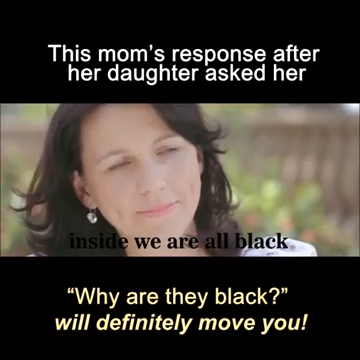 This mom's response after
her daughter asked her
inside we are all black
“Why are they black?”
will definitely move you!